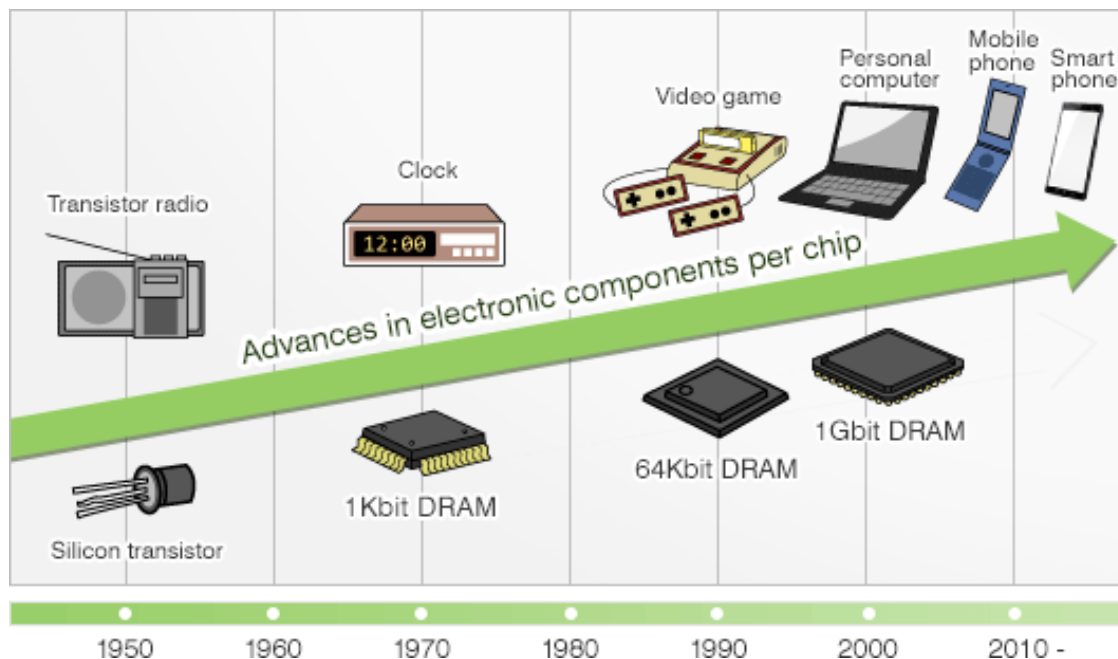 Mobile
phone
Smart
phone
Personal
computer
Video game
Clock
Transistor radio
12:00
Advances in electronic components per chip
1Gbit DRAM
64Kbit DRAM
1Kbit DRAM
Silicon transistor
1950
1960
1970
1980
1990
2000
2010 -